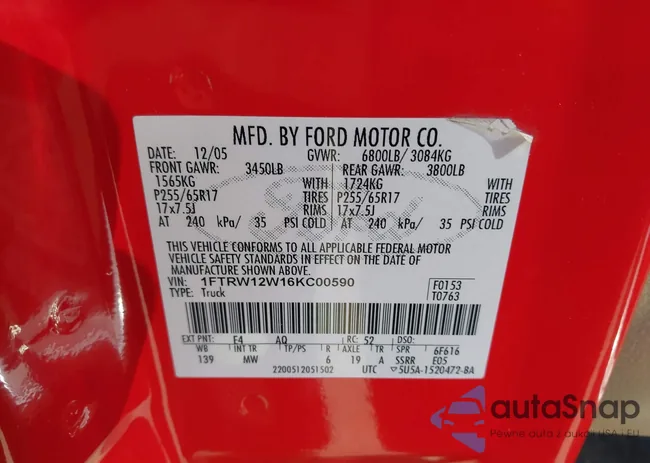 MFD. BY FORD MOTOR CO.
DATE: 12/05 GVWR: 6800LB/ 3084KG
FRONT GAWR: 3450LB REAR GAWR: 3800LB
1565KG WITH 1724KG WITH
P255/65R17 TIRES P255/65R17 TIRES
17x7.5J RIMS 17x7.5J RIMS
AT 240 kPa/ 35 PSI COLD AT 240 kPa/ 35 PSI COLD
THIS VEHICLE CONFORMS TO ALL APPLICABLE FEDERAL MOTOR
VEHICLE SAFETY STANDARDS IN EFFECT ON THE DATE OF
MANUFACTURE SHOWN ABOVE.
VIN: 1FTRW12W16KC00590 F0153
TYPE: Truck T0763
EXT PNT: F4 AQ RC: 52 DSO:
WB INT TR TP/PS R AXLE TR SPR 6F616
139 MW 6 19 A SSRR E05
2200512051502 UTC 5U5A-1520472-BA
autaSnap
Pewne auta z aukcji USA i EU